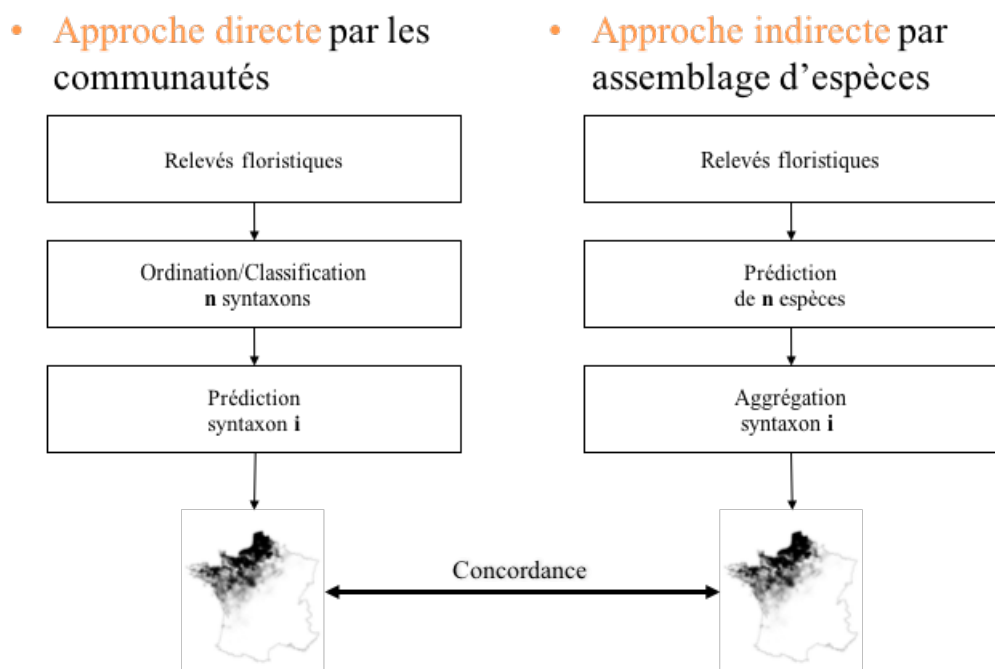 • Approche directe par les
communautés
Relevés floristiques
Ordination/Classification
n syntaxons
Prédiction
syntaxon i
• Approche indirecte par
assemblage d’espèces
Relevés floristiques
Prédiction
de n espèces
Aggrégation
syntaxon i
Concordance